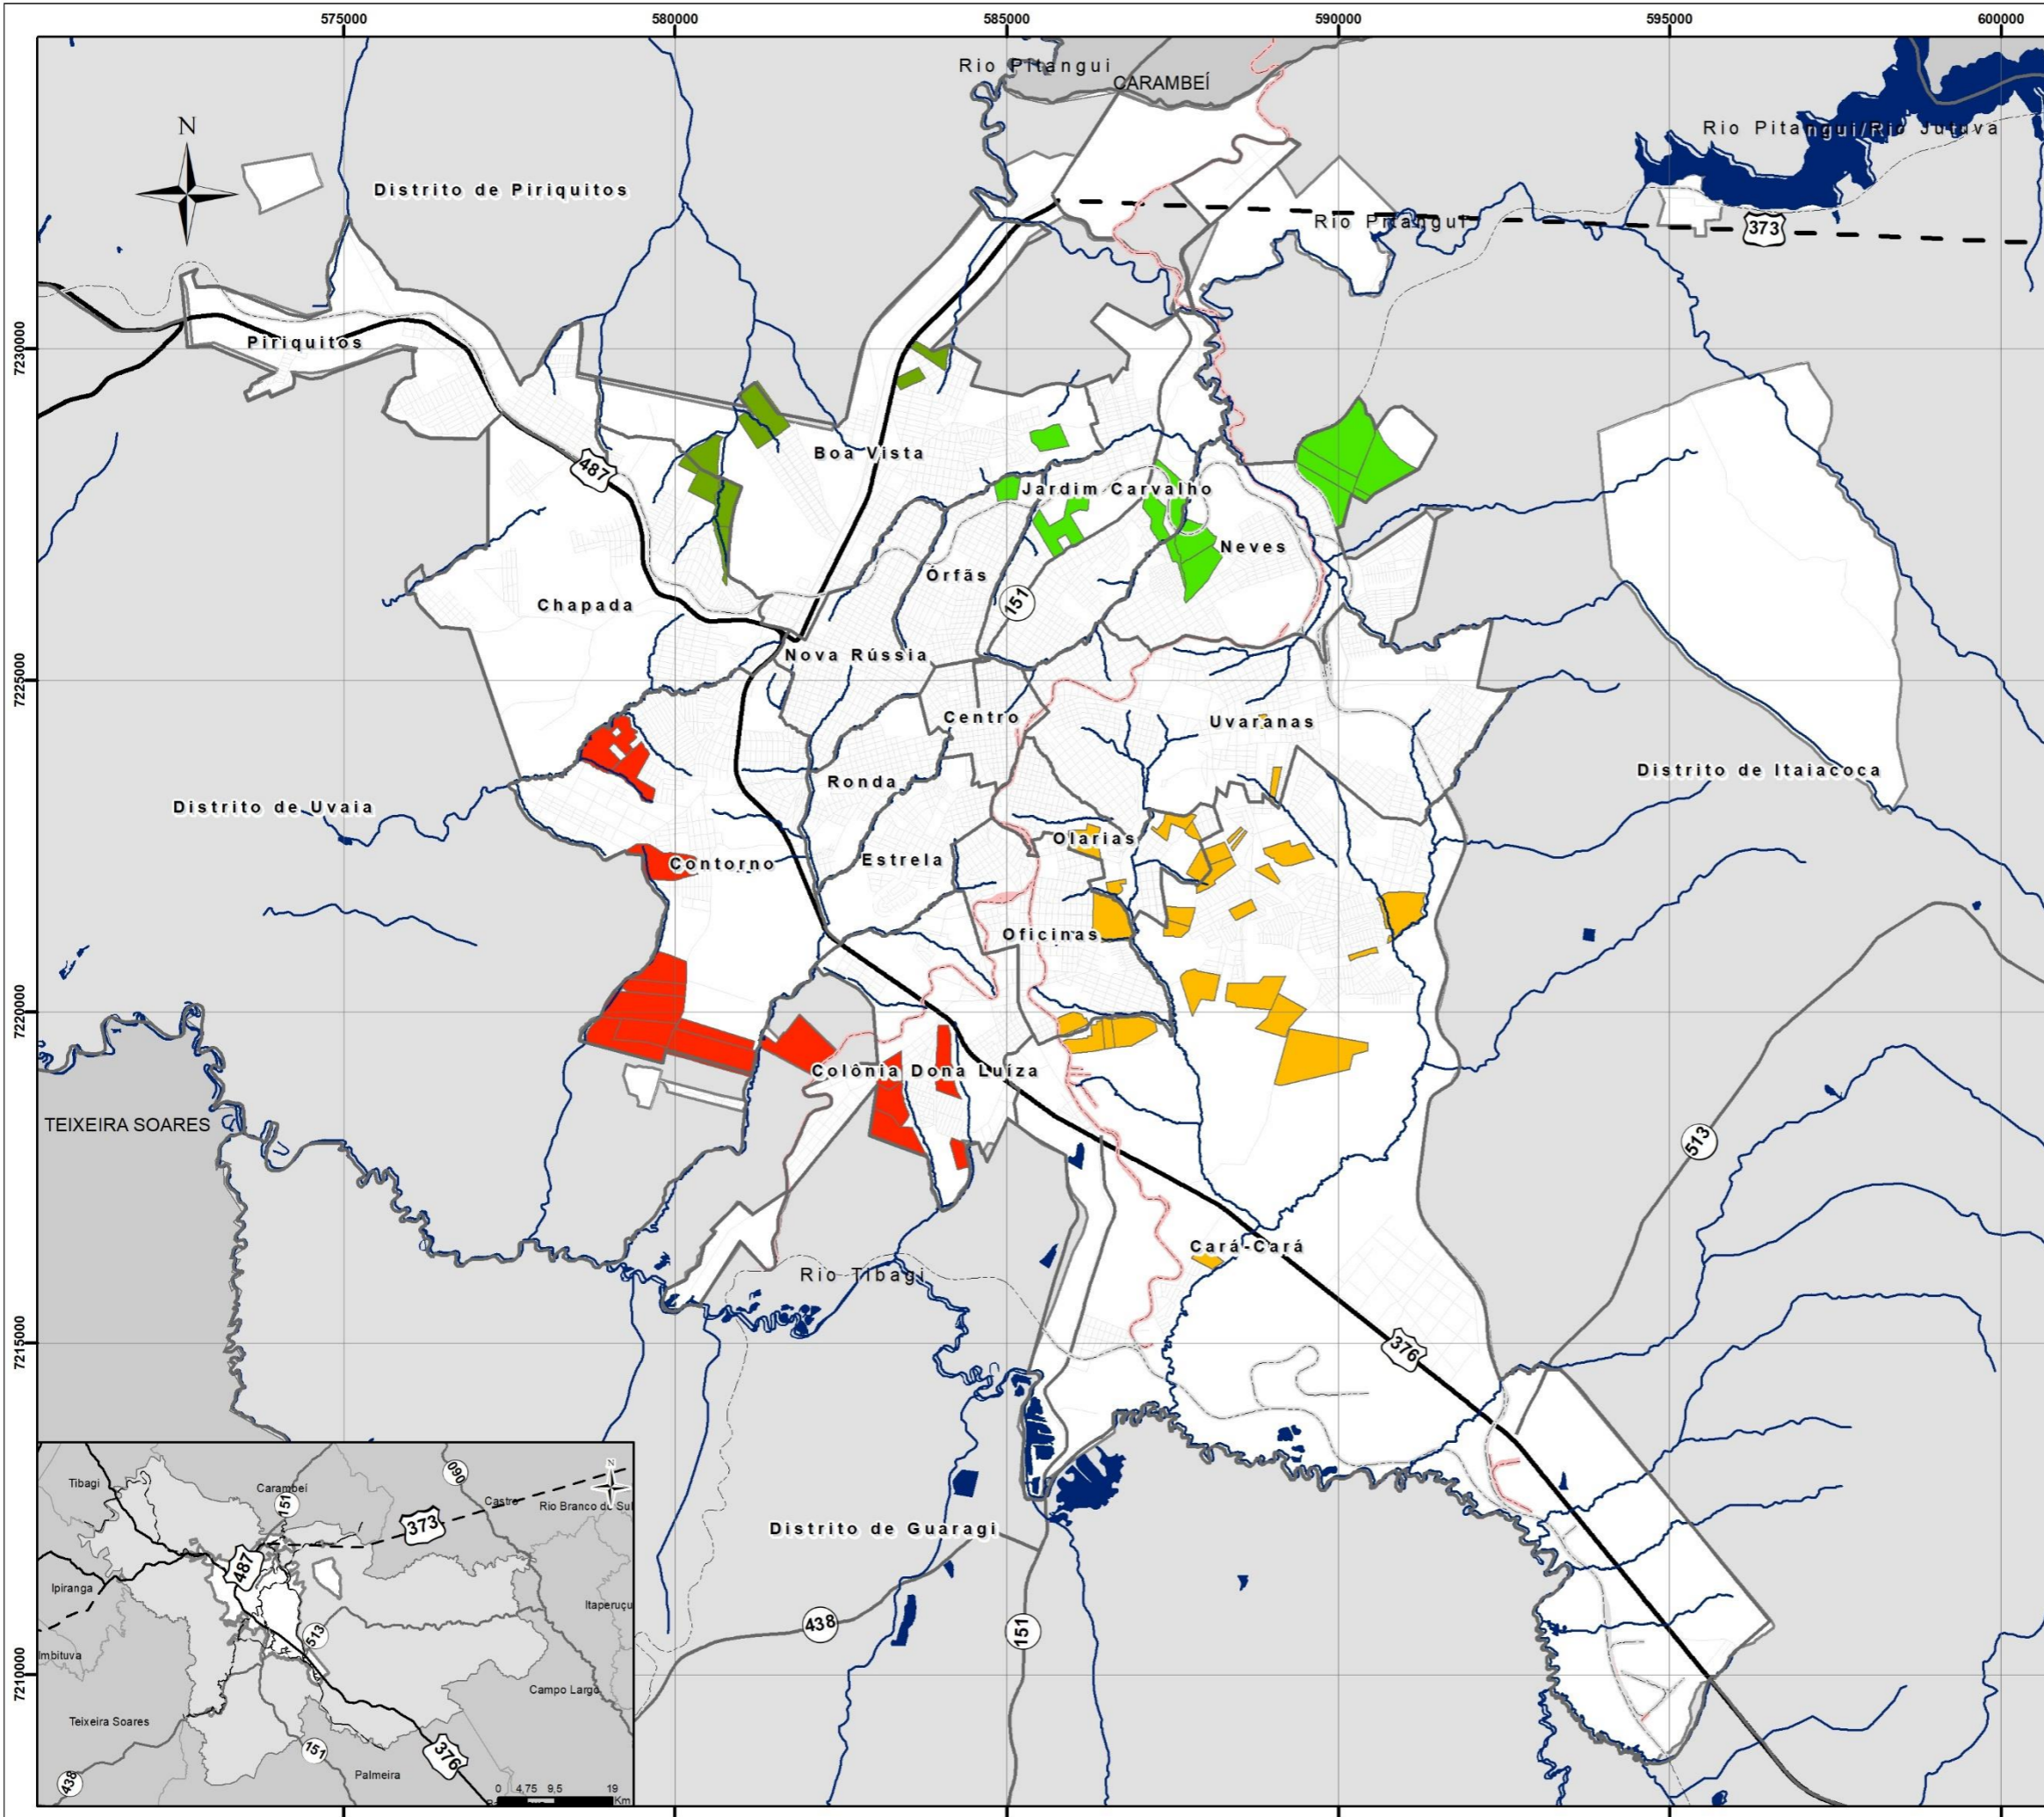 575000
580000
585000
590000
595000
600000
Rio Pitangui
CARAMBEÍ
Rio Pitangui/Rio Jutuva
N
Distrito de Piriquitos
Rio Pitangui
373
7230000
Piriquitos
Boa Vista
487
Jardim Carvalho
Neves
Órfãs
151
Chapada
Nova Rússia
7225000
Centro
Uvaranas
Distrito de Itaiacoca
Ronda
Distrito de Uvaia
Olarias
Contorno
Estrela
Oficinas
7220000
Colônia Dona Luíza
TEIXEIRA SOARES
513
Cará-Cará
Rio Tibagi
7215000
376
Distrito de Guaragi
438
151
7210000
Tibagi
Carambeí
151
090
Castro
N
Rio Branco do Sul
373
487
Ipiranga
Itaperuçu
513
Imbituva
Campo Largo
Teixeira Soares
151
376
Palmeira
438
0 4,75 9,5 19
Km